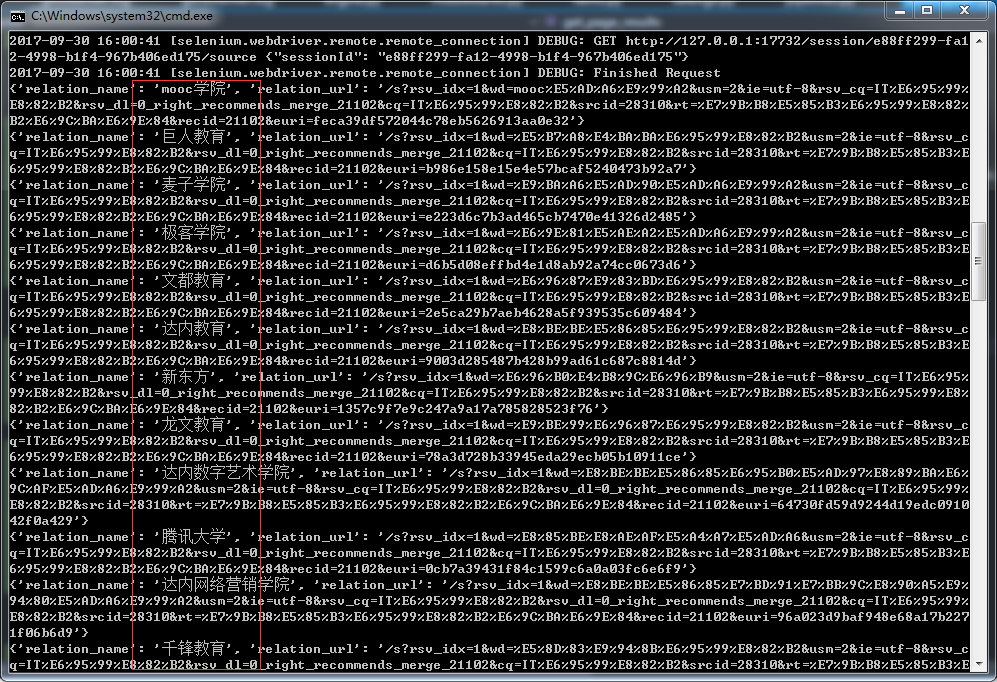 C:\Windows\system32\cmd.exe
2017-09-30 16:00:41 [selenium.webdriver.remote.remote_connection] DEBUG: GET http://127.0.0.1:17732/session/e88ff299-fa1
2-4998-b1f4-967b406ed175/source {"sessionId": "e88ff299-fa12-4998-b1f4-967b406ed175"}
2017-09-30 16:00:41 [selenium.webdriver.remote.remote_connection] DEBUG: Finished Request
{'relation_name': 'mooc学院', 'relation_url': '/s?rsv_idx=1&wd=mooc%E5%AD%A6%E9%99%A2&usm=2&ie=utf-8&rsv_cq=IT%E6%95%99%
E8%82%B2&rsv_dl=0_right_recommends_merge_21102&cq=IT%E6%95%99%E8%82%B2&srcid=28310&rt=%E7%9B%B8%E5%85%B3%E6%95%99%E8%82%
B2%E6%9C%BA%E6%9E%84&recid=21102&euri=feca39df572044c78eb5626913aa0e32'}
{'relation_name': '巨人教育', 'relation_url': '/s?rsv_idx=1&wd=%E5%B7%A8%E4%BA%BA%E6%95%99%E8%82%B2&usm=2&ie=utf-8&rsv_c
q=IT%E6%95%99%E8%82%B2&rsv_dl=0_right_recommends_merge_21102&cq=IT%E6%95%99%E8%82%B2&srcid=28310&rt=%E7%9B%B8%E5%85%B3%E
6%95%99%E8%82%B2%E6%9C%BA%E6%9E%84&recid=21102&euri=b986e158e15e4e57bcaf5240473b92a7'}
{'relation_name': '麦子学院', 'relation_url': '/s?rsv_idx=1&wd=%E9%BA%A6%E5%AD%90%E5%AD%A6%E9%99%A2&usm=2&ie=utf-8&rsv_c
q=IT%E6%95%99%E8%82%B2&rsv_dl=0_right_recommends_merge_21102&cq=IT%E6%95%99%E8%82%B2&srcid=28310&rt=%E7%9B%B8%E5%85%B3%E
6%95%99%E8%82%B2%E6%9C%BA%E6%9E%84&recid=21102&euri=e223d6c7b3ad465cb7470e41326d2485'}
{'relation_name': '极客学院', 'relation_url': '/s?rsv_idx=1&wd=%E6%9E%81%E5%AE%A2%E5%AD%A6%E9%99%A2&usm=2&ie=utf-8&rsv_c
q=IT%E6%95%99%E8%82%B2&rsv_dl=0_right_recommends_merge_21102&cq=IT%E6%95%99%E8%82%B2&srcid=28310&rt=%E7%9B%B8%E5%85%B3%E
6%95%99%E8%82%B2%E6%9C%BA%E6%9E%84&recid=21102&euri=d6b5d08effbd4e1d8ab92a74cc0673d6'}
{'relation_name': '文都教育', 'relation_url': '/s?rsv_idx=1&wd=%E6%96%87%E9%83%BD%E6%95%99%E8%82%B2&usm=2&ie=utf-8&rsv_c
q=IT%E6%95%99%E8%82%B2&rsv_dl=0_right_recommends_merge_21102&cq=IT%E6%95%99%E8%82%B2&srcid=28310&rt=%E7%9B%B8%E5%85%B3%E
6%95%99%E8%82%B2%E6%9C%BA%E6%9E%84&recid=21102&euri=2e5ca29b7aeb4628a5f939535c609484'}
{'relation_name': '达内教育', 'relation_url': '/s?rsv_idx=1&wd=%E8%BE%BE%E5%86%85%E6%95%99%E8%82%B2&usm=2&ie=utf-8&rsv_c
q=IT%E6%95%99%E8%82%B2&rsv_dl=0_right_recommends_merge_21102&cq=IT%E6%95%99%E8%82%B2&srcid=28310&rt=%E7%9B%B8%E5%85%B3%E
6%95%99%E8%82%B2%E6%9C%BA%E6%9E%84&recid=21102&euri=9003d285487b428b99ad61c687c8814d'}
{'relation_name': '新东方', 'relation_url': '/s?rsv_idx=1&wd=%E6%96%B0%E4%B8%9C%E6%96%B9&usm=2&ie=utf-8&rsv_cq=IT%E6%95%
99%E8%82%B2&rsv_dl=0_right_recommends_merge_21102&cq=IT%E6%95%99%E8%82%B2&srcid=28310&rt=%E7%9B%B8%E5%85%B3%E6%95%99%E8%
82%B2%E6%9C%BA%E6%9E%84&recid=21102&euri=1357c9f7e9c247a9a17a785828523f76'}
{'relation_name': '龙文教育', 'relation_url': '/s?rsv_idx=1&wd=%E9%BE%99%E6%96%87%E6%95%99%E8%82%B2&usm=2&ie=utf-8&rsv_c
q=IT%E6%95%99%E8%82%B2&rsv_dl=0_right_recommends_merge_21102&cq=IT%E6%95%99%E8%82%B2&srcid=28310&rt=%E7%9B%B8%E5%85%B3%E
6%95%99%E8%82%B2%E6%9C%BA%E6%9E%84&recid=21102&euri=78a3d728b33945eda29ecb05b10911ce'}
{'relation_name': '达内数字艺术学院', 'relation_url': '/s?rsv_idx=1&wd=%E8%BE%BE%E5%86%85%E6%95%B0%E5%AD%97%E8%89%BA%E6%
9C%AF%E5%AD%A6%E9%99%A2&usm=2&ie=utf-8&rsv_cq=IT%E6%95%99%E8%82%B2&rsv_dl=0_right_recommends_merge_21102&cq=IT%E6%95%99%
E8%82%B2&srcid=28310&rt=%E7%9B%B8%E5%85%B3%E6%95%99%E8%82%B2%E6%9C%BA%E6%9E%84&recid=21102&euri=64730fd59d9244d19edc0910
42f0a429'}
{'relation_name': '腾讯大学', 'relation_url': '/s?rsv_idx=1&wd=%E8%85%BE%E8%AE%AF%E5%A4%A7%E5%AD%A6&usm=2&ie=utf-8&rsv_c
q=IT%E6%95%99%E8%82%B2&rsv_dl=0_right_recommends_merge_21102&cq=IT%E6%95%99%E8%82%B2&srcid=28310&rt=%E7%9B%B8%E5%85%B3%E
6%95%99%E8%82%B2%E6%9C%BA%E6%9E%84&recid=21102&euri=0cb7a39431f84c1599c6a0a03fc6e6f9'}
{'relation_name': '达内网络营销学院', 'relation_url': '/s?rsv_idx=1&wd=%E8%BE%BE%E5%86%85%E7%BD%91%E7%BB%9C%E8%90%A5%E9%
94%80%E5%AD%A6%E9%99%A2&usm=2&ie=utf-8&rsv_cq=IT%E6%95%99%E8%82%B2&rsv_dl=0_right_recommends_merge_21102&cq=IT%E6%95%99%
E8%82%B2&srcid=28310&rt=%E7%9B%B8%E5%85%B3%E6%95%99%E8%82%B2%E6%9C%BA%E6%9E%84&recid=21102&euri=96a023d9baf948e68a17b227
1f06b6d9'}
{'relation_name': '千锋教育', 'relation_url': '/s?rsv_idx=1&wd=%E5%8D%83%E9%94%8B%E6%95%99%E8%82%B2&usm=2&ie=utf-8&rsv_c
q=IT%E6%95%99%E8%82%B2&rsv_dl=0_right_recommends_merge_21102&cq=IT%E6%95%99%E8%82%B2&srcid=28310&rt=%E7%9B%B8%E5%85%B3%E